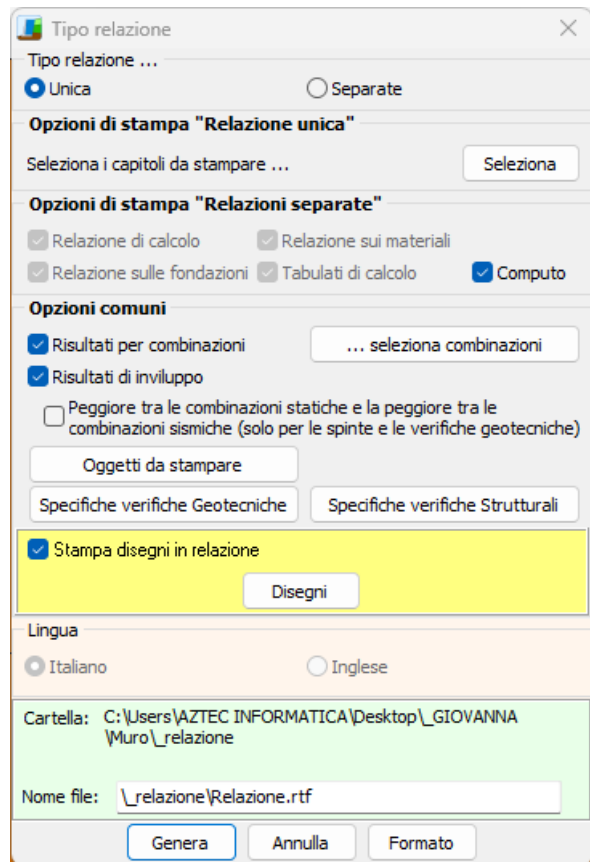 Tipo relazione
Tipo relazione ...
Unica
Separate
Opzioni di stampa "Relazione unica"
Seleziona i capitoli da stampare ...
Seleziona
Opzioni di stampa "Relazioni separate"
Relazione di calcolo
Relazione sui materiali
Relazione sulle fondazioni
Tabulati di calcolo
Computo
Opzioni comuni
Risultati per combinazioni
... seleziona combinazioni
Risultati di inviluppo
Peggiore tra le combinazioni statiche e la peggiore tra le
combinazioni sismiche (solo per le spinte e le verifiche geotecniche)
Oggetti da stampare
Specifiche verifiche Geotecniche
Specifiche verifiche Strutturali
Stampa disegni in relazione
Disegni
Lingua
Italiano
Inglese
Cartella: C:\Users\AZTEC INFORMATICA\Desktop\_GIOVANNA
\Muro\_relazione
Nome file: \_relazione\Relazione.rtf
Genera
Annulla
Formato